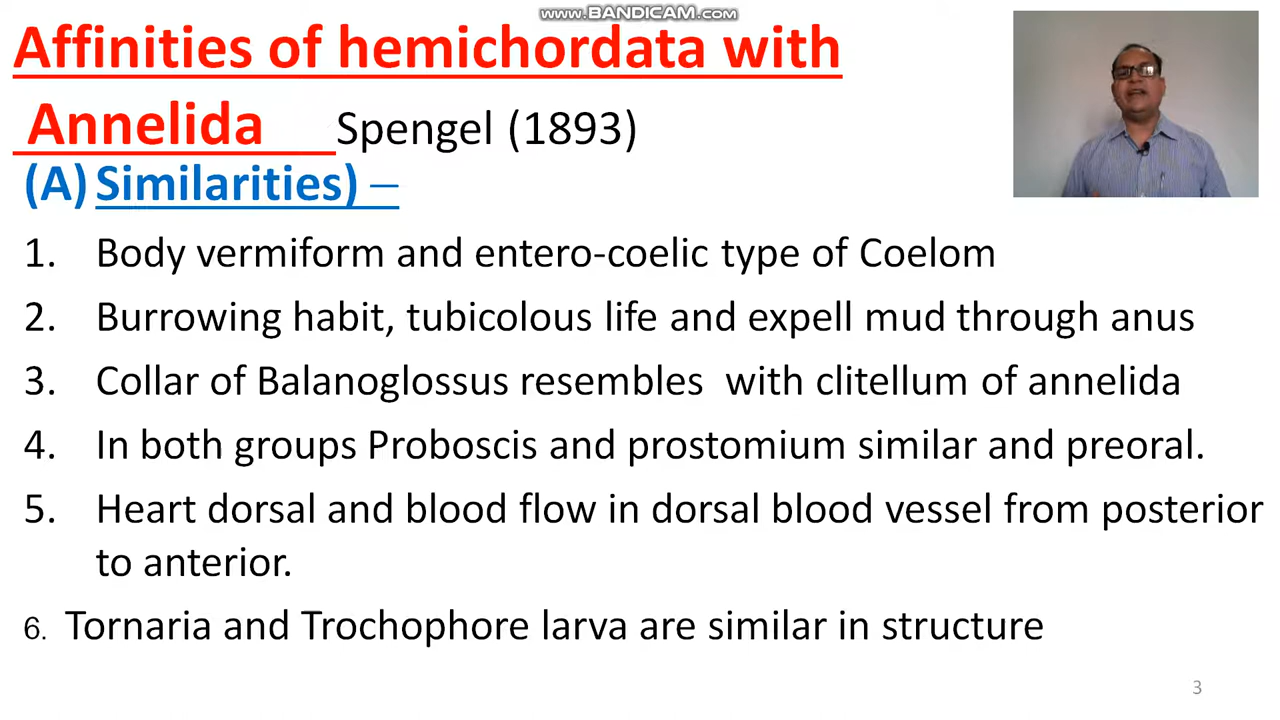 www.BANDICAM.com
Affinities of hemichordata with
Annelida Spengel (1893)
(A) Similarities) –
1. Body vermiform and entero-coelic type of Coelom
2. Burrowing habit, tubicolous life and expell mud through anus
3. Collar of Balanoglossus resembles with clitellum of annelida
4. In both groups Proboscis and prostomium similar and preoral.
5. Heart dorsal and blood flow in dorsal blood vessel from posterior
to anterior.
6. Tornaria and Trochophore larva are similar in structure
3